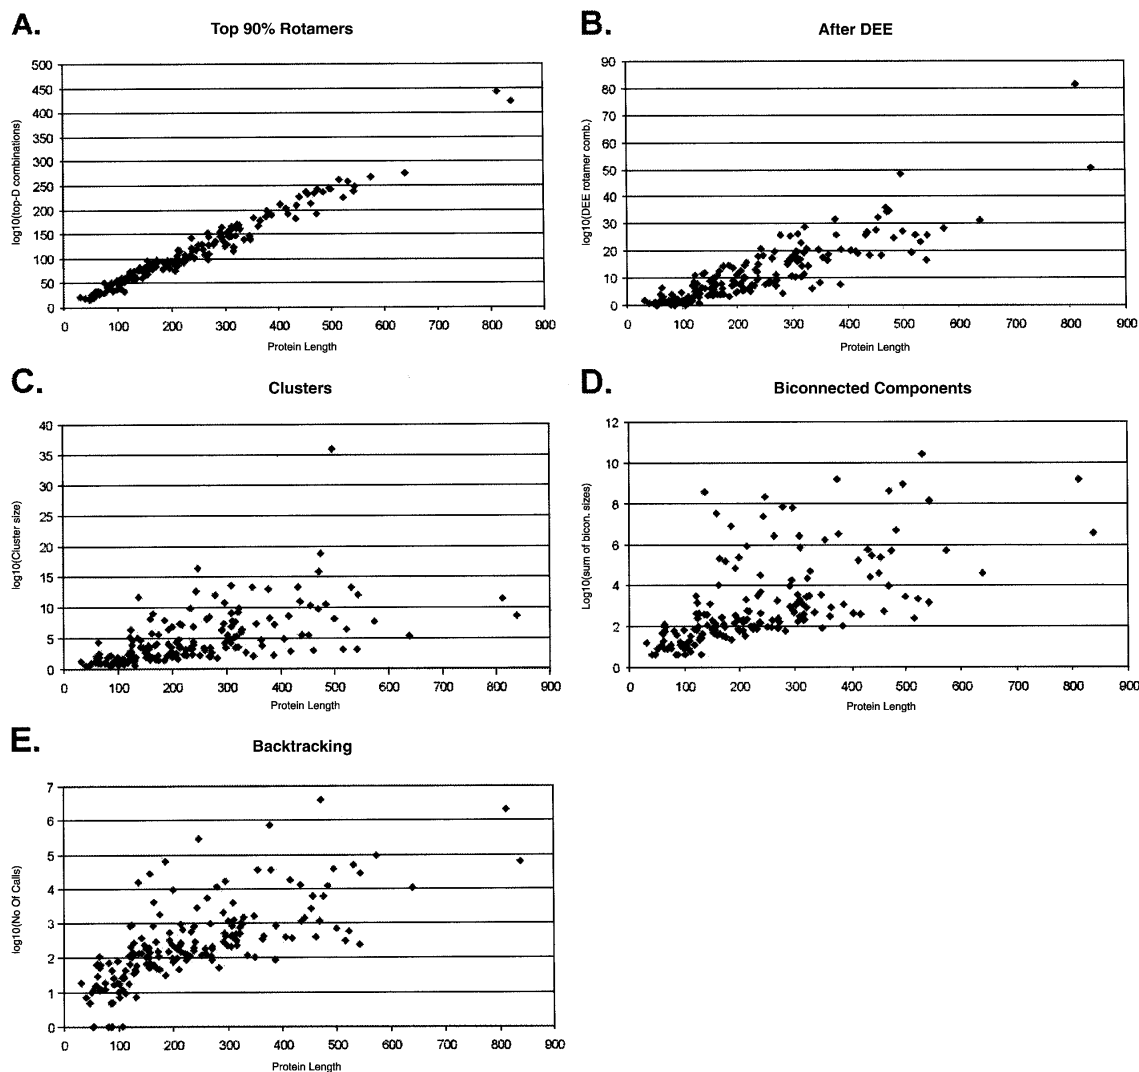 A.
Top 90% Rotamers
500
450
400
350
300
250
200
150
100
50
0
log10(top-D combinations)
0 100 200 300 400 500 600 700 800 900
Protein Length
B.
After DEE
90
80
70
60
50
40
30
20
10
0
log10(DEE rotamer comb.)
0 100 200 300 400 500 600 700 800 900
Protein Length
C.
Clusters
40
35
30
25
20
15
10
5
0
log10(Cluster size)
0 100 200 300 400 500 600 700 800 900
Protein Length
D.
Biconnected Components
12
10
8
6
4
2
0
Log10(sum of bicon. sizes)
0 100 200 300 400 500 600 700 800 900
Protein Length
E.
Backtracking
7
6
5
4
3
2
1
0
log10(No Of Calls)
0 100 200 300 400 500 600 700 800 900
Protein Length